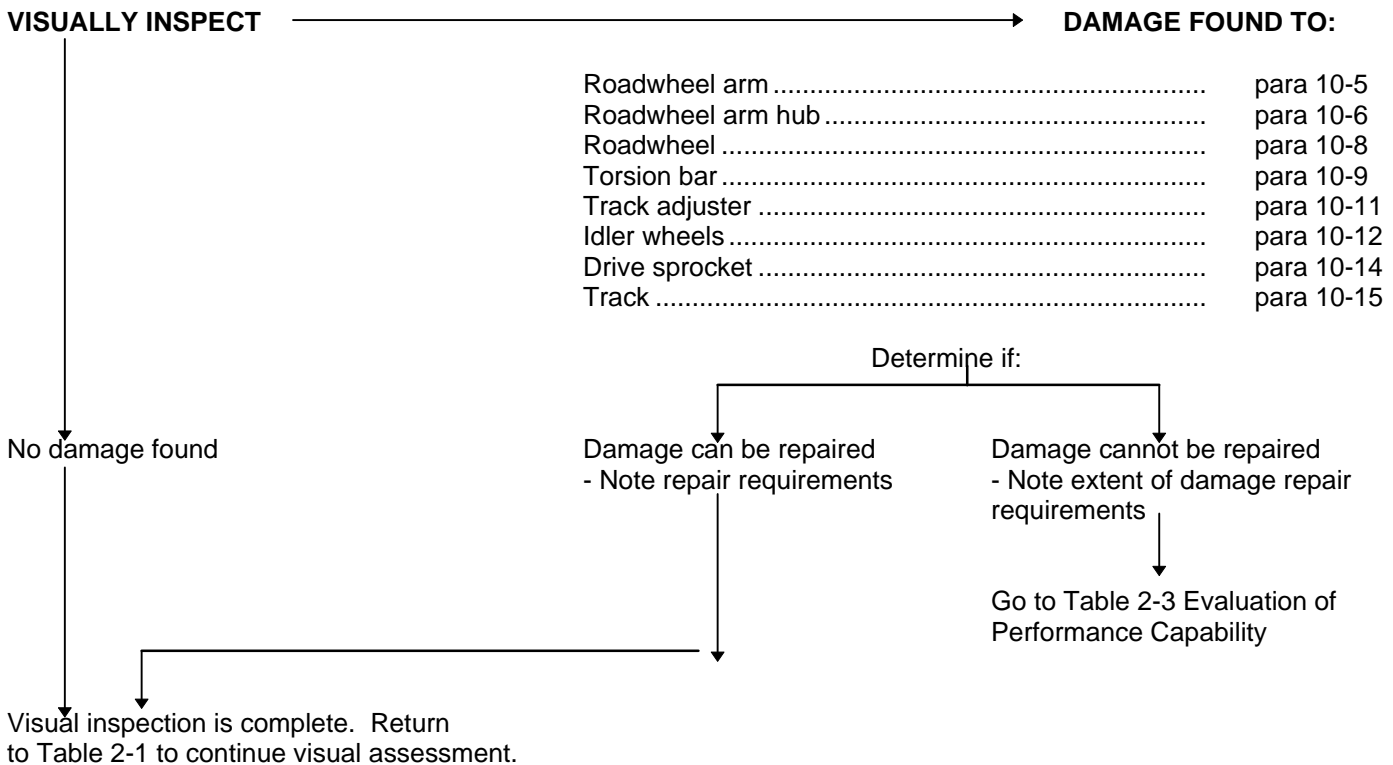 VISUALLY INSPECT DAMAGE FOUND TO:
Roadwheel arm ............................................................ para 10-5
Roadwheel arm hub ..................................................... para 10-6
Roadwheel ................................................................... para 10-8
Torsion bar ................................................................... para 10-9
Track adjuster .............................................................. para 10-11
Idler wheels .................................................................. para 10-12
Drive sprocket .............................................................. para 10-14
Track ............................................................................ para 10-15
Determine if:
No damage found
Damage can be repaired
- Note repair requirements
Damage cannot be repaired
- Note extent of damage repair
requirements
Go to Table 2-3 Evaluation of
Performance Capability
Visual inspection is complete. Return
to Table 2-1 to continue visual assessment.